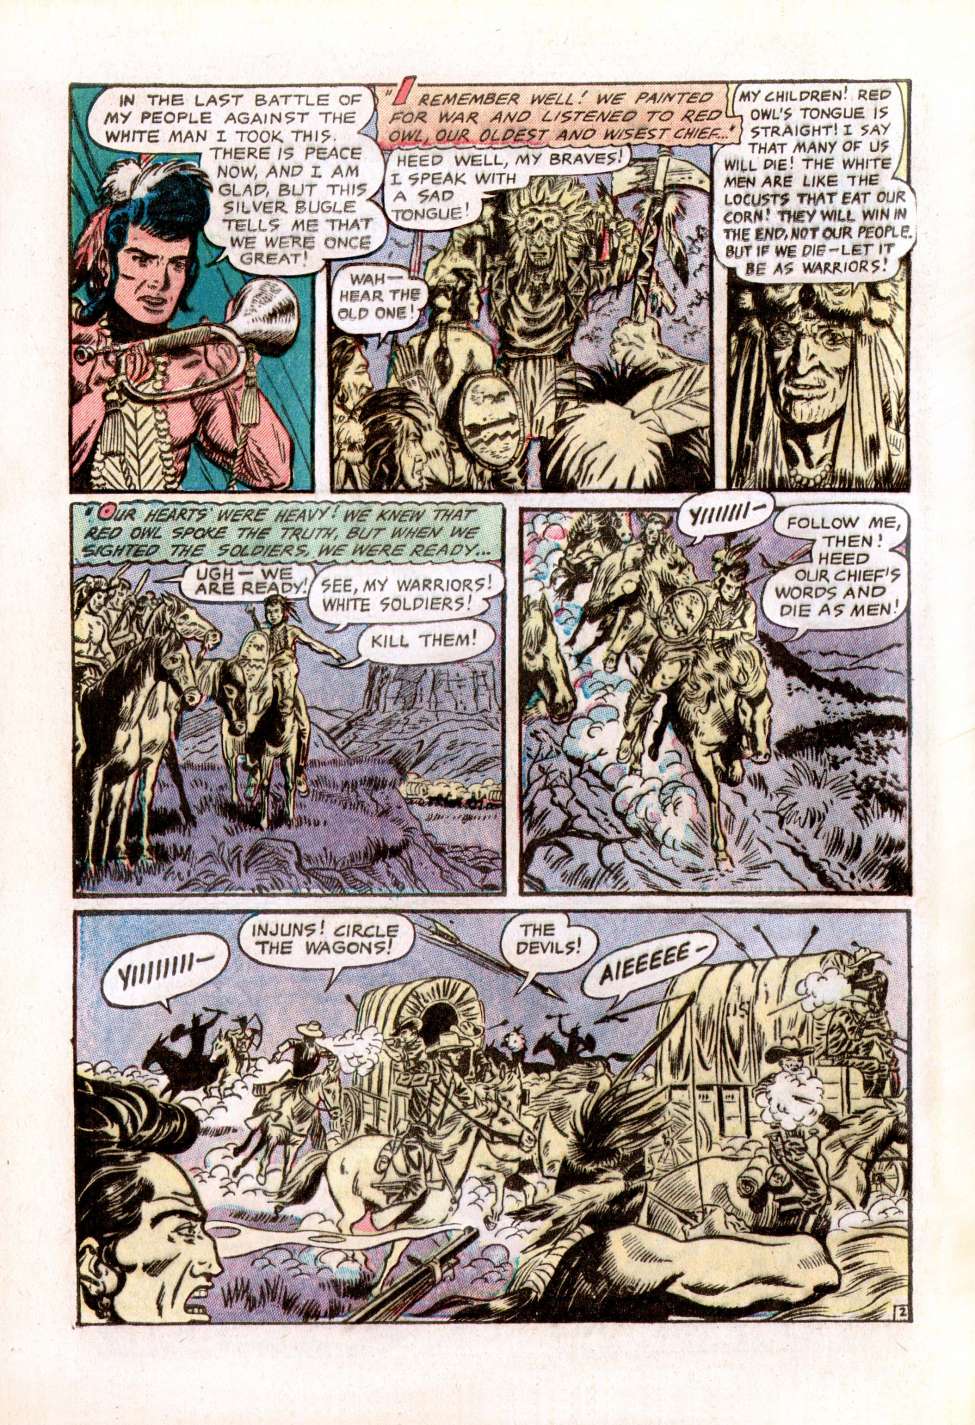 IN THE LAST BATTLE OF
MY PEOPLE AGAINST THE
WHITE MAN I TOOK THIS.
THERE IS PEACE
NOW, AND I AM
GLAD, BUT THIS
SILVER BUGLE
TELLS ME THAT
WE WERE ONCE
GREAT!
"I REMEMBER WELL! WE PAINTED
FOR WAR AND LISTENED TO RED
OWL, OUR OLDEST AND WISEST CHIEF..."
HEED WELL, MY BRAVES!
I SPEAK WITH
A SAD
TONGUE!
WAH—
HEAR THE
OLD ONE!
MY CHILDREN! RED
OWL'S TONGUE IS
STRAIGHT! I SAY
THAT MANY OF US
WILL DIE! THE WHITE
MEN ARE LIKE THE
LOCUSTS THAT EAT OUR
CORN! THEY WILL WIN IN
THE END, NOT OUR PEOPLE.
BUT IF WE DIE—LET IT
BE AS WARRIORS!
"OUR HEARTS WERE HEAVY! WE KNEW THAT
RED OWL SPOKE THE TRUTH, BUT WHEN WE
SIGHTED THE SOLDIERS, WE WERE READY...
UGH—WE
ARE READY!
SEE, MY WARRIORS!
WHITE SOLDIERS!
KILL THEM!
YIIIIIII—
FOLLOW ME,
THEN!
HEED
OUR CHIEF'S
WORDS AND
DIE AS MEN!
YIIIIIIII—
INJUNS! CIRCLE
THE WAGONS!
THE
DEVILS!
AIEEEEE—
US
2